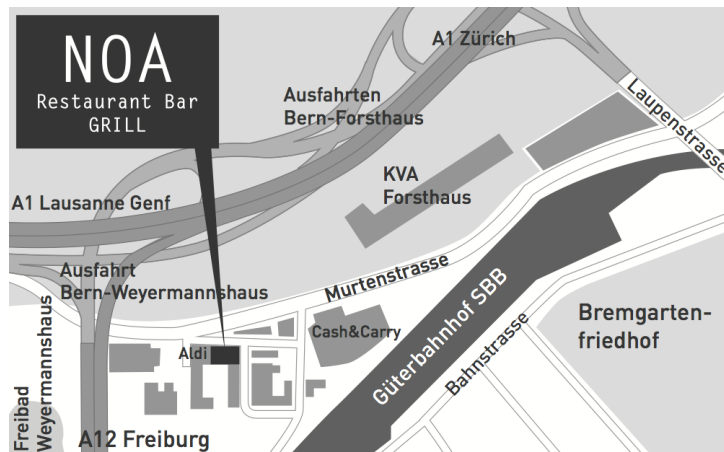 NOA
Restaurant Bar
GRILL
A1 Zürich
Ausfahrten
Bern-Forsthaus
Laupenstrasse
KVA
Forsthaus
A1 Lausanne Genf
Ausfahrt
Bern-Weyermannshaus
Murtenstrasse
Güterbahnhof SBB
Bahnstrasse
Bremgarten-
friedhof
Cash&Carry
Aldi
Freibad
Weyermannshaus
A12 Freiburg